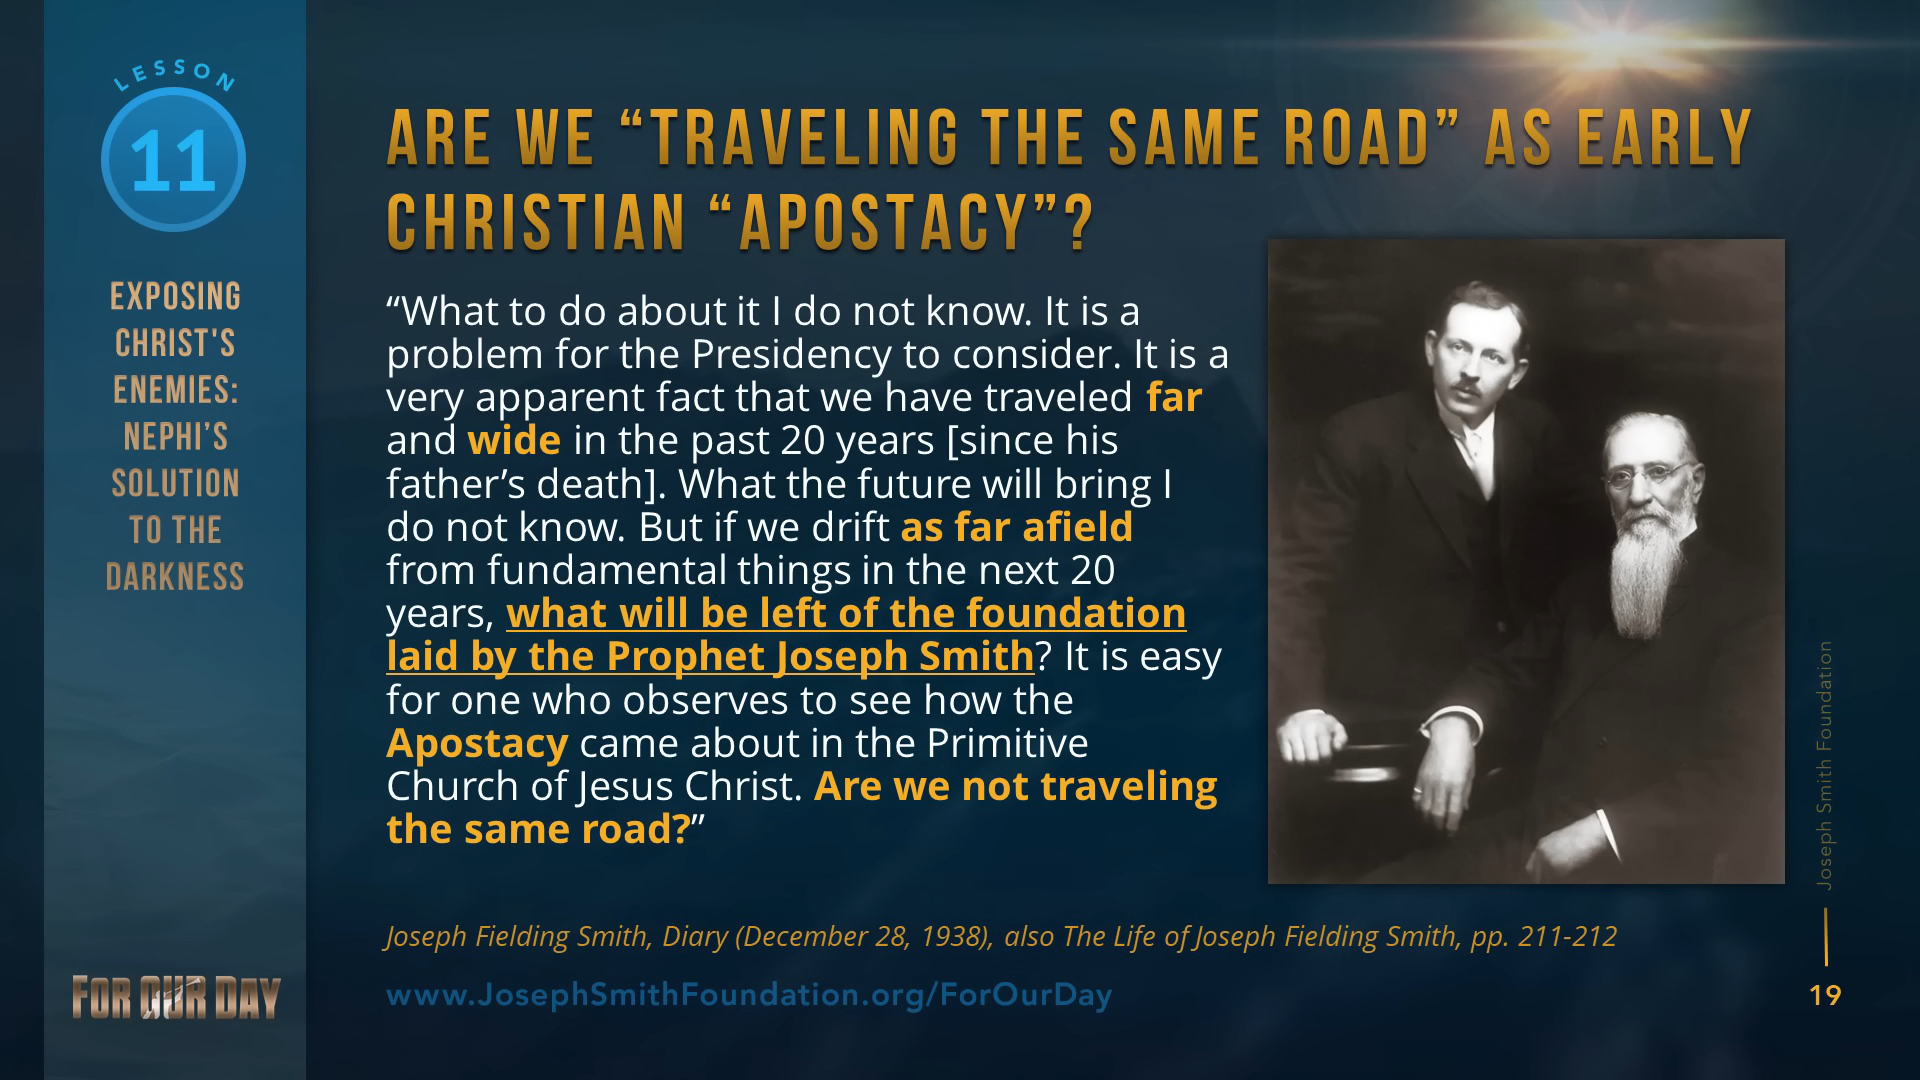 LESSON
11
EXPOSING
CHRIST'S
ENEMIES:
NEPHI’S
SOLUTION
TO THE
DARKNESS
FOR OUR DAY
ARE WE “TRAVELING THE SAME ROAD” AS EARLY
CHRISTIAN “APOSTACY”?
“What to do about it I do not know. It is a
problem for the Presidency to consider. It is a
very apparent fact that we have traveled far
and wide in the past 20 years [since his
father’s death]. What the future will bring I
do not know. But if we drift as far afield
from fundamental things in the next 20
years, what will be left of the foundation
laid by the Prophet Joseph Smith? It is easy
for one who observes to see how the
Apostacy came about in the Primitive
Church of Jesus Christ. Are we not traveling
the same road?”
Joseph Fielding Smith, Diary (December 28, 1938), also The Life of Joseph Fielding Smith, pp. 211-212
www.JosephSmithFoundation.org/ForOurDay
Joseph Smith Foundation
19